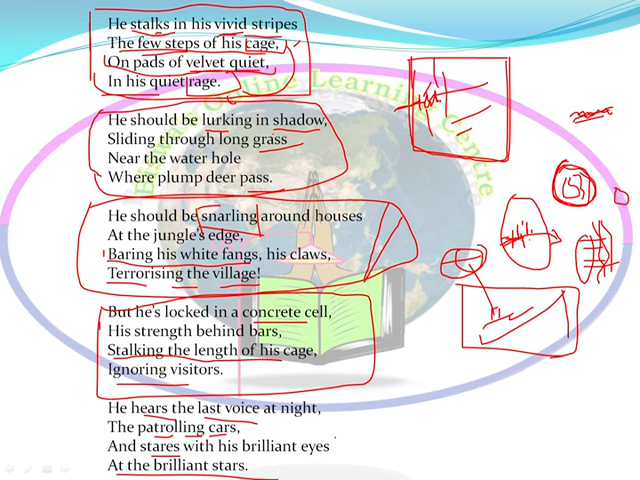 He stalks in his vivid stripes
The few steps of his cage,
On pads of velvet quiet,
In his quiet rage.
He should be lurking in shadow,
Sliding through long grass
Near the water hole
Where plump deer pass.
He should be snarling around houses
At the jungle's edge,
Baring his white fangs, his claws,
Terrorising the village!
But he's locked in a concrete cell,
His strength behind bars,
Stalking the length of his cage,
Ignoring visitors.
He hears the last voice at night,
The patrolling cars,
And stares with his brilliant eyes
At the brilliant stars.
Online Learning Centre